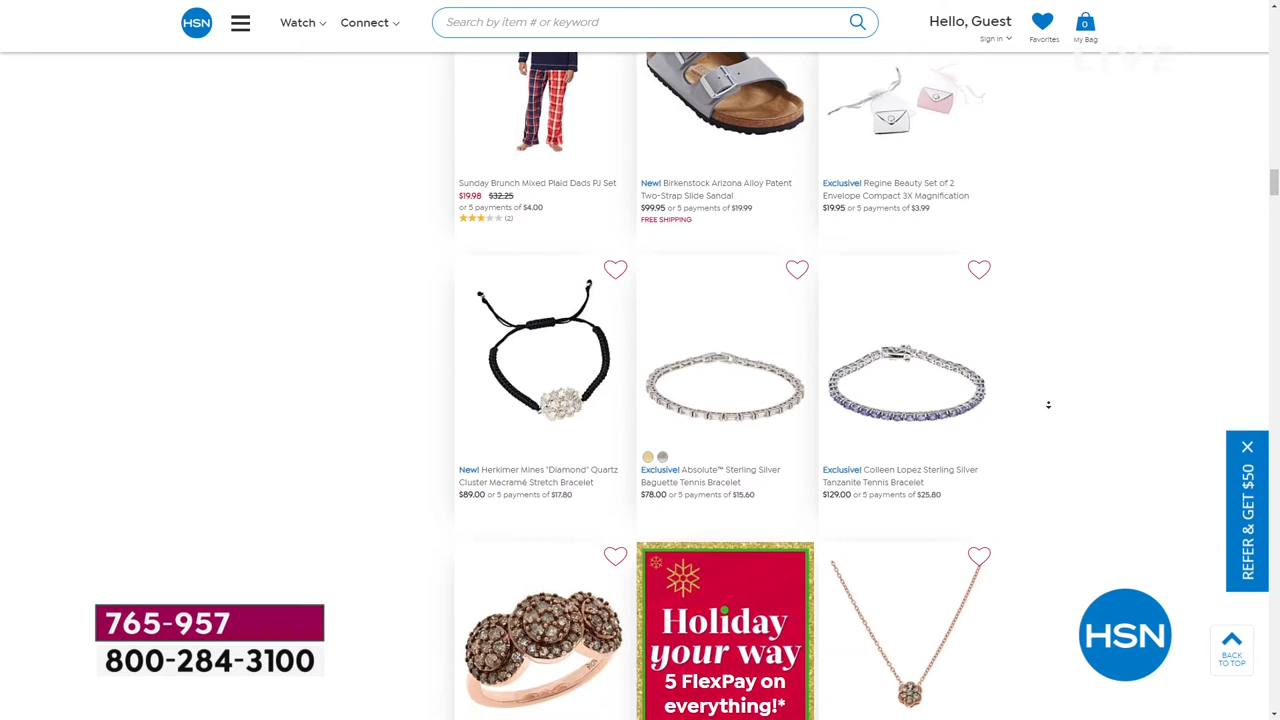 HSN
Watch
Connect
Search by item # or keyword
Hello, Guest
Sign In
Favorites
0
My Bag
LIVE
Sunday Brunch Mixed Plaid Dads PJ Set
$19.98 $32.25
or 5 payments of $4.00
(2)
New! Birkenstock Arizona Alloy Patent
Two-Strap Slide Sandal
$99.95 or 5 payments of $19.99
FREE SHIPPING
Exclusive! Regine Beauty Set of 2
Envelope Compact 3X Magnification
$19.95 or 5 payments of $3.99
New! Herkimer Mines "Diamond" Quartz
Cluster Macramé Stretch Bracelet
$89.00 or 5 payments of $17.80
Exclusive! Absolute™ Sterling Silver
Baguette Tennis Bracelet
$78.00 or 5 payments of $15.60
Exclusive! Colleen Lopez Sterling Silver
Tanzanite Tennis Bracelet
$129.00 or 5 payments of $25.80
REFER & GET $50
Holiday
your way
5 FlexPay on
everything!*
765-957
800-284-3100
HSN
BACK
TO TOP